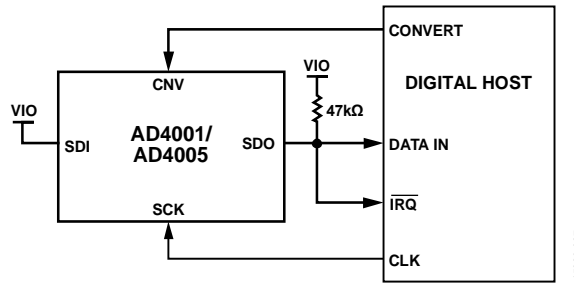 CONVERT
VIO
CNV
DIGITAL HOST
VIO
47kΩ
AD4001/
AD4005
SDI
SDO
DATA IN
SCK
IRQ
CLK